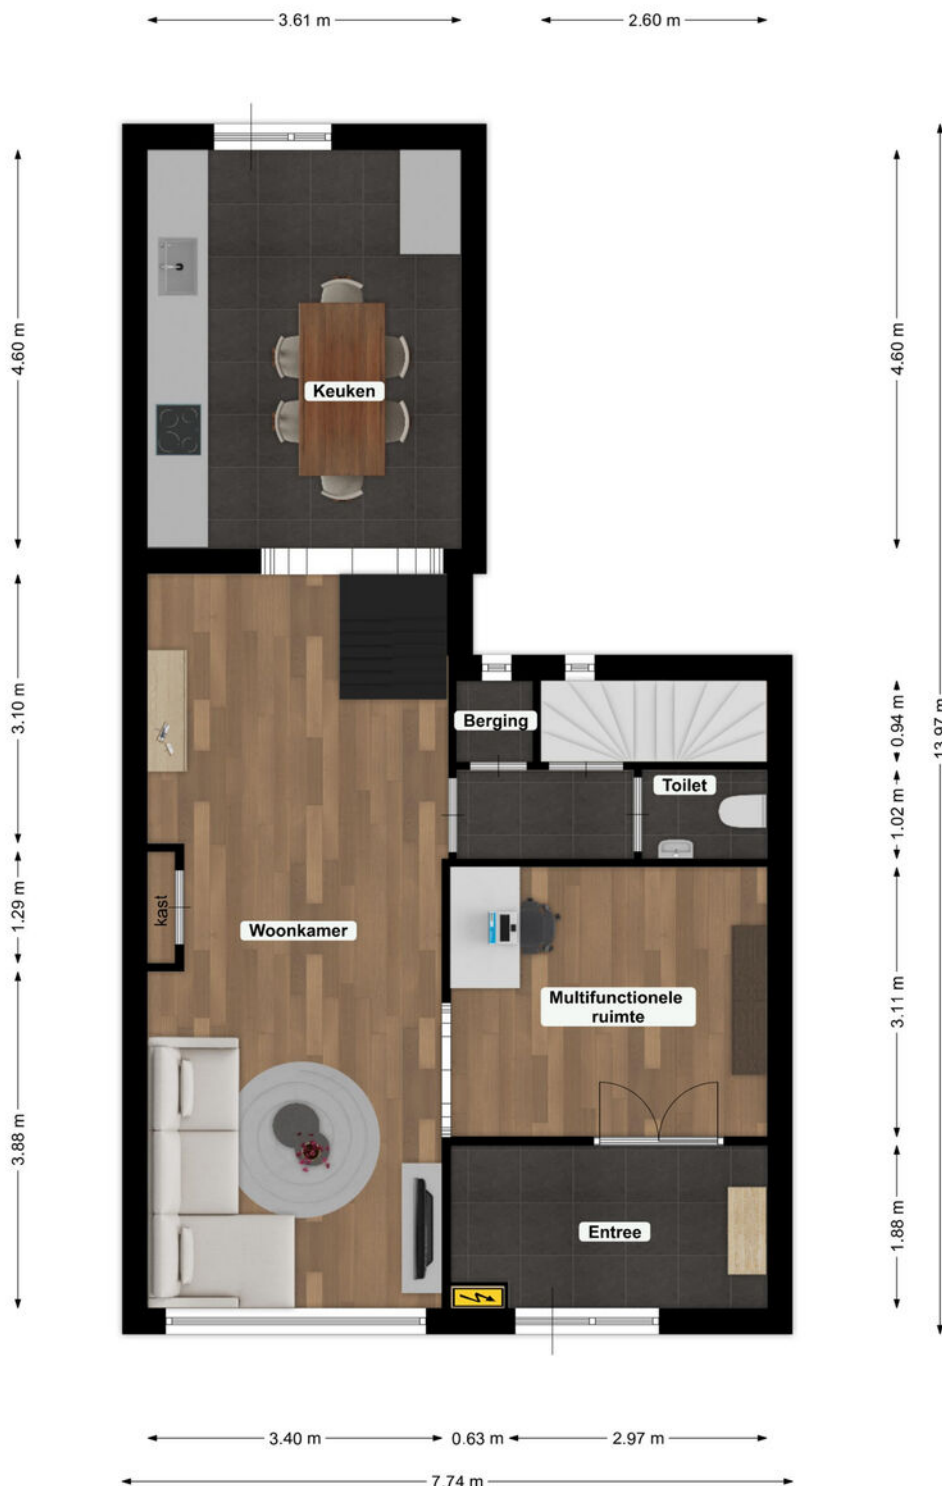 3.61 m
2.60 m
4.60 m
4.60 m
13.97 m
Keuken
3.10 m
Berging
0.94 m
Toilet
1.02 m
kast
1.29 m
Woonkamer
Multifunctionele
ruimte
3.11 m
3.88 m
Entree
1.88 m
3.40 m
0.63 m
2.97 m
7.74 m